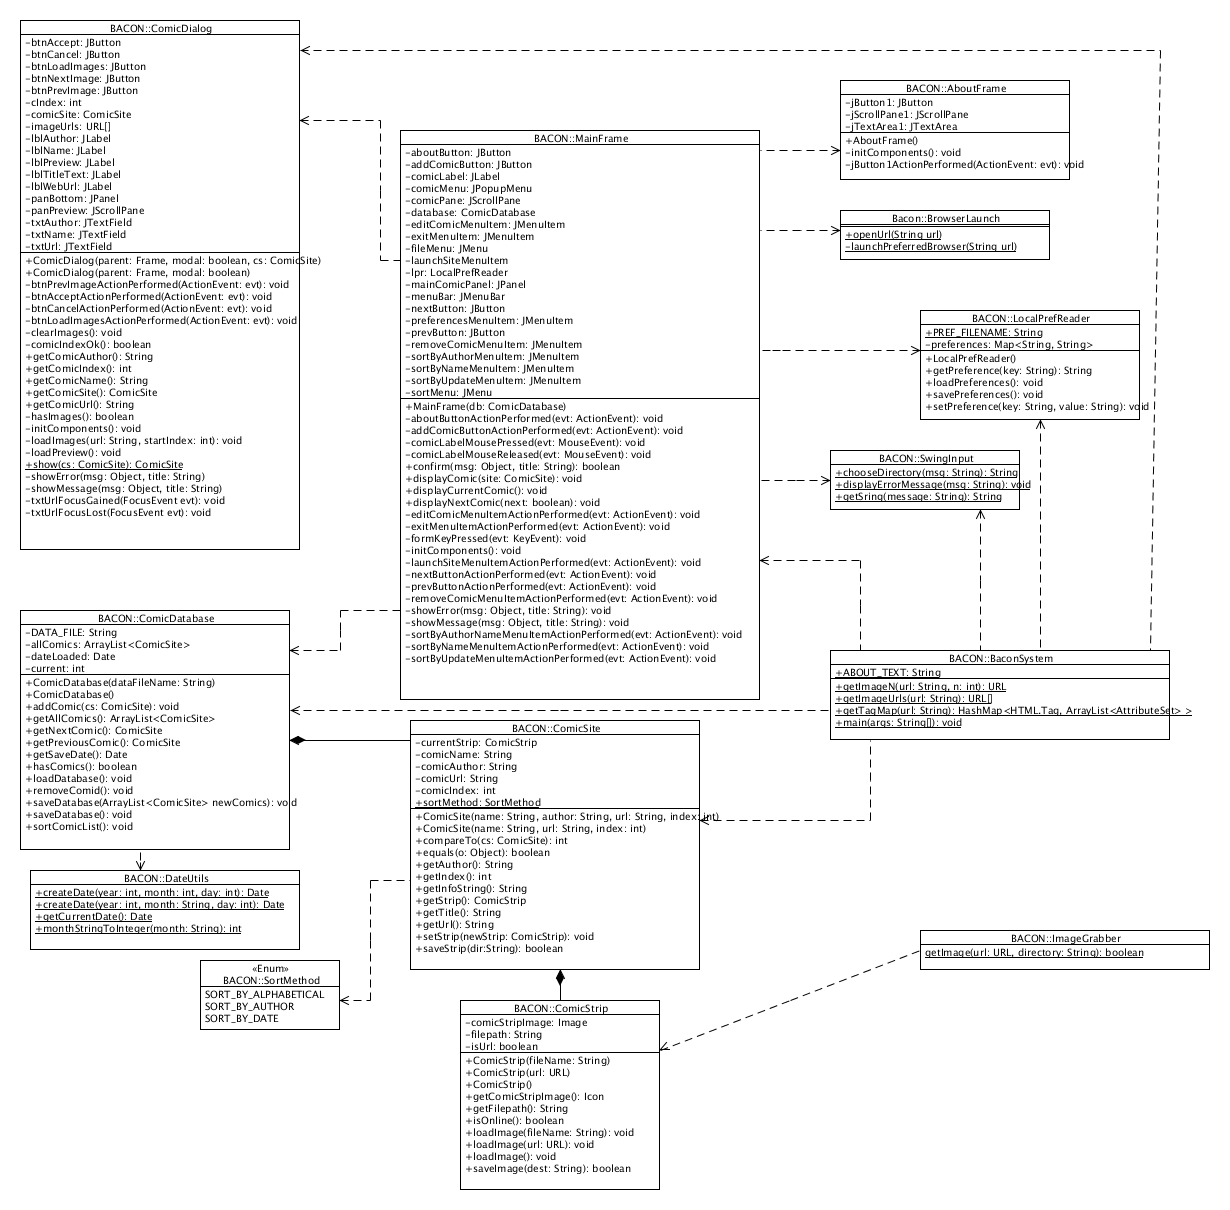 BACON::ComicDialog
-btnAccept: JButton
-btnCancel: JButton
-btnLoadImages: JButton
-btnNextImage: JButton
-btnPrevImage: JButton
-cIndex: int
-comicSite: ComicSite
-imageUrls: URL[]
-lblAuthor: JLabel
-lblName: JLabel
-lblPreview: JLabel
-lblTitleText: JLabel
-lblWebUrl: JLabel
-panBottom: JPanel
-panPreview: JScrollPane
-txtAuthor: JTextField
-txtName: JTextField
-txtUrl: JTextField
+ComicDialog(parent: Frame, modal: boolean, cs: ComicSite)
+ComicDialog(parent: Frame, modal: boolean)
-btnPrevImageActionPerformed(ActionEvent: evt): void
-btnAcceptActionPerformed(ActionEvent: evt): void
-btnCancelActionPerformed(ActionEvent: evt): void
-btnLoadImagesActionPerformed(ActionEvent: evt): void
-clearImages(): void
-comicIndexOk(): boolean
+getComicAuthor(): String
+getComicIndex(): int
+getComicName(): String
+getComicSite(): ComicSite
+getComicUrl(): String
-hasImages(): boolean
-initComponents(): void
-loadImages(url: String, startIndex: int): void
-loadPreview(): void
+show(cs: ComicSite): ComicSite
-showError(msg: Object, title: String)
-showMessage(msg: Object, title: String)
-txtUrlFocusGained(FocusEvent evt): void
-txtUrlFocusLost(FocusEvent evt): void
BACON::MainFrame
-aboutButton: JButton
-addComicButton: JButton
-comicLabel: JLabel
-comicMenu: JPopupMenu
-comicPane: JScrollPane
-database: ComicDatabase
-editComicMenuItem: JMenuItem
-exitMenuItem: JMenuItem
-fileMenu: JMenu
-launchSiteMenuItem
-lpr: LocalPrefReader
-mainComicPanel: JPanel
-menuBar: JMenuBar
-nextButton: JButton
-preferencesMenuItem: JMenuItem
-prevButton: JButton
-removeComicMenuItem: JMenuItem
-sortByAuthorMenuItem: JMenuItem
-sortByNameMenuItem: JMenuItem
-sortByUpdateMenuItem: JMenuItem
-sortMenu: JMenu
+MainFrame(db: ComicDatabase)
-aboutButtonActionPerformed(evt: ActionEvent): void
-addComicButtonActionPerformed(evt: ActionEvent): void
-comicLabelMousePressed(evt: MouseEvent): void
-comicLabelMouseReleased(evt: MouseEvent): void
+confirm(msg: Object, title: String): boolean
+displayComic(site: ComicSite): void
+displayCurrentComic(): void
+displayNextComic(next: boolean): void
-editComicMenuItemActionPerformed(evt: ActionEvent): void
-exitMenuItemActionPerformed(evt: ActionEvent): void
-formKeyPressed(evt: KeyEvent): void
-initComponents(): void
-launchSiteMenuItemActionPerformed(evt: ActionEvent): void
-nextButtonActionPerformed(evt: ActionEvent): void
-prevButtonActionPerformed(evt: ActionEvent): void
-removeComicMenuItemActionPerformed(evt: ActionEvent): void
-showError(msg: Object, title: String): void
-showMessage(msg: Object, title: String): void
-sortByAuthorNameMenuItemActionPerformed(evt: ActionEvent): void
-sortByNameMenuItemActionPerformed(evt: ActionEvent): void
-sortByUpdateMenuItemActionPerformed(evt: ActionEvent): void
BACON::AboutFrame
-jButton1: JButton
-jScrollPane1: JScrollPane
-jTextArea1: JTextArea
+AboutFrame()
-initComponents(): void
-jButton1ActionPerformed(ActionEvent: evt): void
Bacon::BrowserLaunch
+openUrl(String url)
-launchPreferredBrowser(String url)
BACON::LocalPrefReader
+PREF_FILENAME: String
-preferences: Map<String, String>
+LocalPrefReader()
+getPreference(key: String): String
+loadPreferences(): void
+savePreferences(): void
+setPreference(key: String, value: String): void
BACON::SwingInput
+chooseDirectory(msg: String): String
+displayErrorMessage(msg: String): void
+getSring(message: String): String
BACON::ComicDatabase
-DATA_FILE: String
-allComics: ArrayList<ComicSite>
-dateLoaded: Date
-current: int
+ComicDatabase(dataFileName: String)
+ComicDatabase()
+addComic(cs: ComicSite): void
+getAllComics(): ArrayList<ComicSite>
+getNextComic(): ComicSite
+getPreviousComic(): ComicSite
+getSaveDate(): Date
+hasComics(): boolean
+loadDatabase(): void
+removeComid(): void
+saveDatabase(ArrayList<ComicSite> newComics): void
+saveDatabase(): void
+sortComicList(): void
BACON::BaconSystem
+ABOUT_TEXT: String
+getImageN(url: String, n: int): URL
+getImageUrls(url: String): URL[]
+getTagMap(url: String): HashMap<HTML.Tag, ArrayList<AttributeSet> >
+main(args: String[]): void
BACON::ComicSite
-currentStrip: ComicStrip
-comicName: String
-comicAuthor: String
-comicUrl: String
-comicIndex: int
+sortMethod: SortMethod
+ComicSite(name: String, author: String, url: String, index: int)
+ComicSite(name: String, url: String, index: int)
+compareTo(cs: ComicSite): int
+equals(o: Object): boolean
+getAuthor(): String
+getIndex(): int
+getInfoString(): String
+getStrip(): ComicStrip
+getTitle(): String
+getUrl(): String
+setStrip(newStrip: ComicStrip): void
+saveStrip(dir:String): boolean
BACON::DateUtils
+createDate(year: int, month: int, day: int): Date
+createDate(year: int, month: String, day: int): Date
+getCurrentDate(): Date
+monthStringToInteger(month: String): int
«Enum»
BACON::SortMethod
SORT_BY_ALPHABETICAL
SORT_BY_AUTHOR
SORT_BY_DATE
BACON::ImageGrabber
getImage(url: URL, directory: String): boolean
BACON::ComicStrip
-comicStripImage: Image
-filepath: String
-isUrl: boolean
+ComicStrip(fileName: String)
+ComicStrip(url: URL)
+ComicStrip()
+getComicStripImage(): Icon
+getFilepath(): String
+isOnline(): boolean
+loadImage(fileName: String): void
+loadImage(url: URL): void
+loadImage(): void
+saveImage(dest: String): boolean